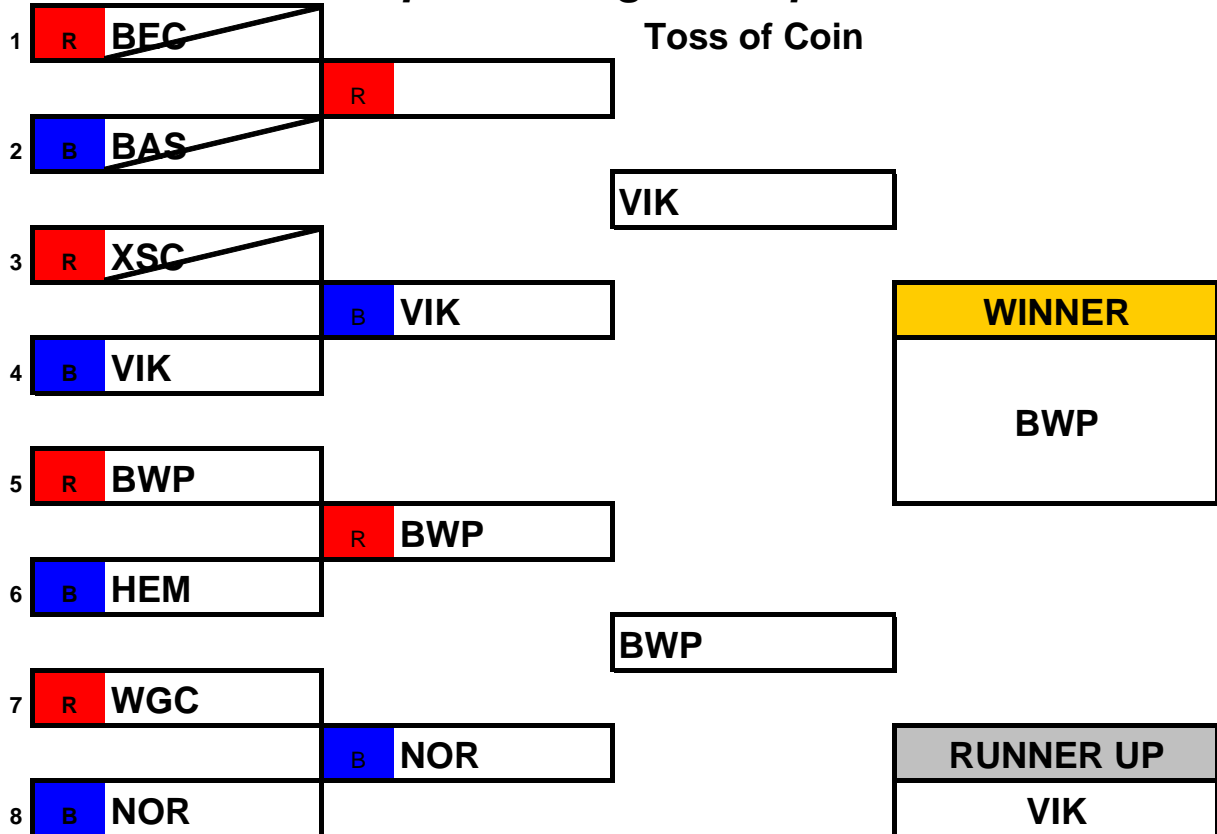 Toss of Coin
1 R BEC
R
2 B BAS
VIK
3 R XSC
B VIK
WINNER
4 B VIK
BWP
5 R BWP
R BWP
6 B HEM
BWP
7 R WGC
B NOR
RUNNER UP
8 B NOR
VIK